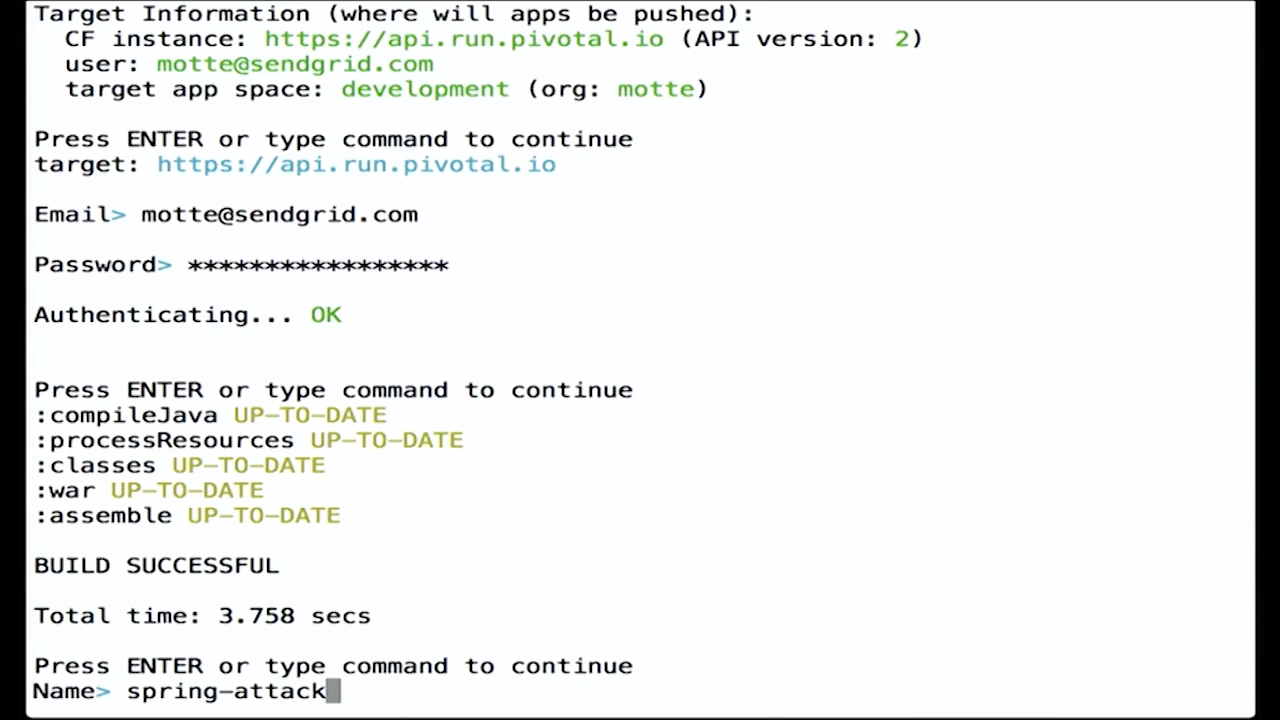 Target Information (where will apps be pushed):
CF instance: https://api.run.pivotal.io (API version: 2)
user: motte@sendgrid.com
target app space: development (org: motte)
Press ENTER or type command to continue
target: https://api.run.pivotal.io
Email> motte@sendgrid.com
Password> *****************
Authenticating... OK
Press ENTER or type command to continue
:compileJava UP-TO-DATE
:processResources UP-TO-DATE
:classes UP-TO-DATE
:war UP-TO-DATE
:assemble UP-TO-DATE
BUILD SUCCESSFUL
Total time: 3.758 secs
Press ENTER or type command to continue
Name> spring-attack